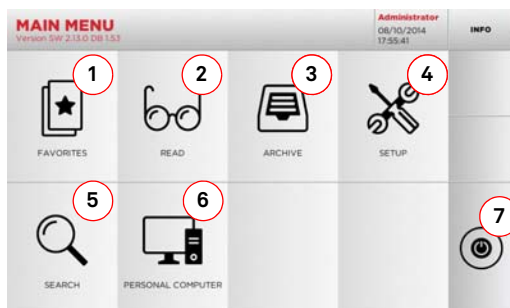 MAIN MENU
Version SW 2.13.0 DB 1.53
Administrator
08/10/2014
17:55:41
INFO
1
2
3
4
FAVORITES
READ
ARCHIVE
SETUP
5
6
7
SEARCH
PERSONAL COMPUTER